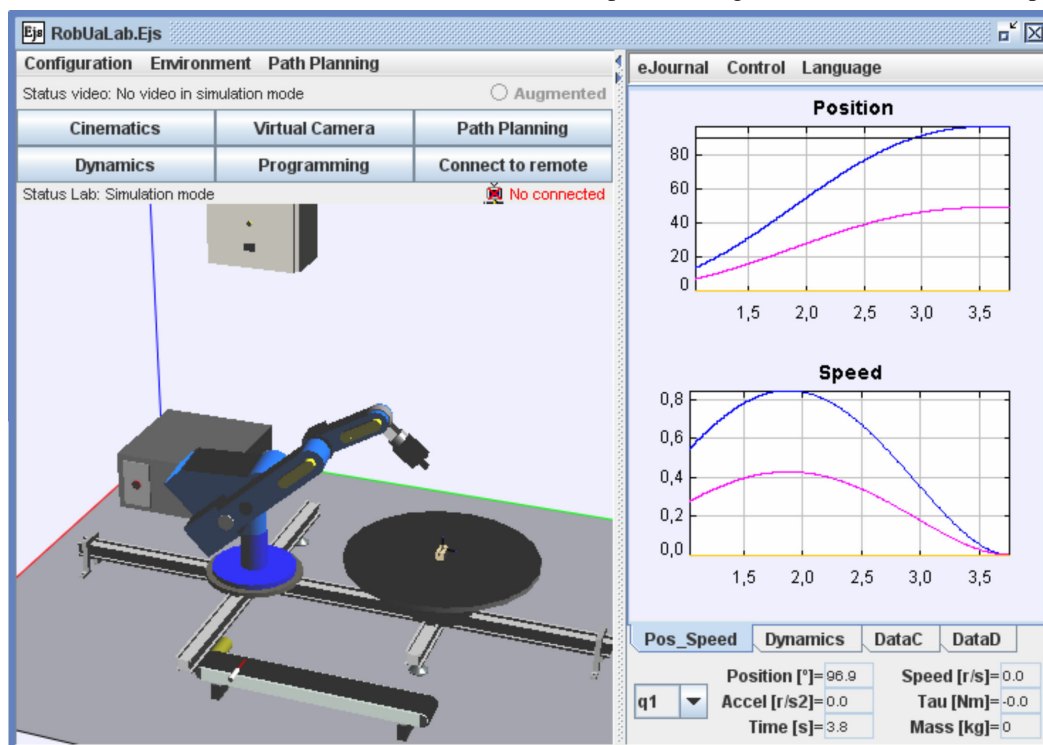 Ejs RobUaLab.Ejs
Configuration Environment Path Planning
Status video: No video in simulation mode Augmented
Cinematics Virtual Camera Path Planning
Dynamics Programming Connect to remote
Status Lab: Simulation mode No connected
eJournal Control Language
Position
80
60
40
20
0
1,5 2,0 2,5 3,0 3,5
Speed
0,8
0,6
0,4
0,2
0,0
1,5 2,0 2,5 3,0 3,5
Pos_Speed Dynamics DataC DataD
Position [°]= 96.9 Speed [r/s]= 0.0
q1 Accel [r/s2]= 0.0 Tau [Nm]= -0.0
Time [s]= 3.8 Mass [kg]= 0